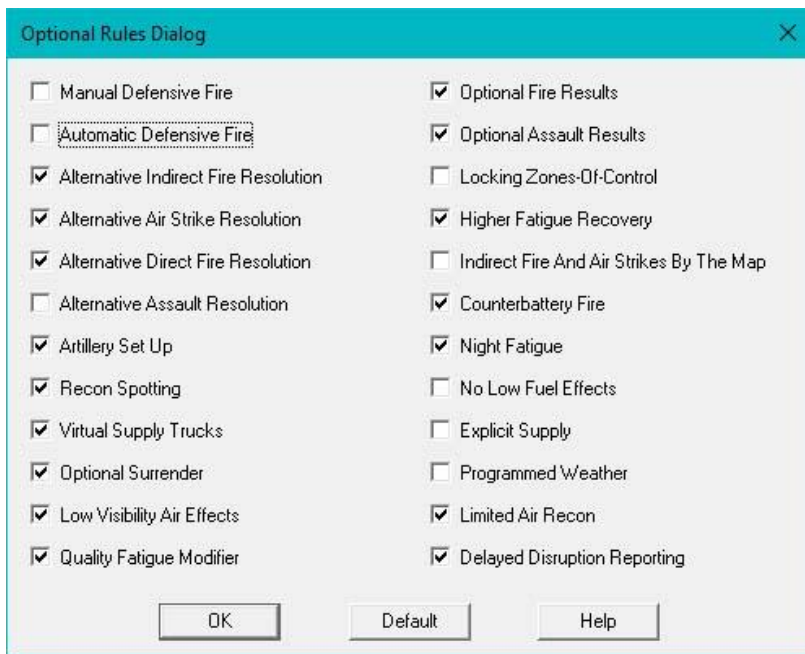 Optional Rules Dialog
Manual Defensive Fire
Automatic Defensive Fire
Alternative Indirect Fire Resolution
Alternative Air Strike Resolution
Alternative Direct Fire Resolution
Alternative Assault Resolution
Artillery Set Up
Recon Spotting
Virtual Supply Trucks
Optional Surrender
Low Visibility Air Effects
Quality Fatigue Modifier
Optional Fire Results
Optional Assault Results
Locking Zones-Of-Control
Higher Fatigue Recovery
Indirect Fire And Air Strikes By The Map
Counterbattery Fire
Night Fatigue
No Low Fuel Effects
Explicit Supply
Programmed Weather
Limited Air Recon
Delayed Disruption Reporting
OK
Default
Help